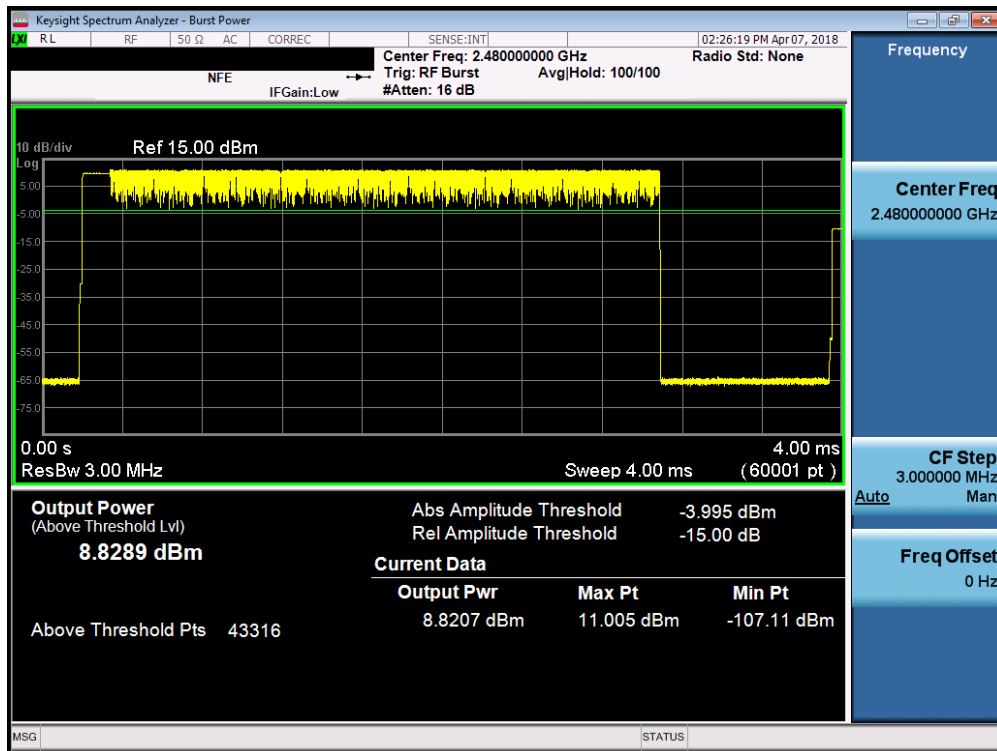 Keysight Spectrum Analyzer - Burst Power
LXI RL RF 50 Ω AC CORREC SENSE:INT 02:26:19 PM Apr 07, 2018
Center Freq: 2.480000000 GHz Radio Std: None
NFE Trig: RF Burst Avg|Hold: 100/100
IFGain:Low #Atten: 16 dB
10 dB/div Ref 15.00 dBm
Log
5.00
-5.00
-15.0
-25.0
-35.0
-45.0
-55.0
-65.0
-75.0
0.00 s 4.00 ms
ResBw 3.00 MHz Sweep 4.00 ms (60001 pt)
Output Power
(Above Threshold Lvl)
8.8289 dBm
Above Threshold Pts 43316
Abs Amplitude Threshold -3.995 dBm
Rel Amplitude Threshold -15.00 dB
Current Data
Output Pwr Max Pt Min Pt
8.8207 dBm 11.005 dBm -107.11 dBm
Frequency
Center Freq
2.480000000 GHz
CF Step
3.000000 MHz
Auto Man
Freq Offset
0 Hz
MSG STATUS